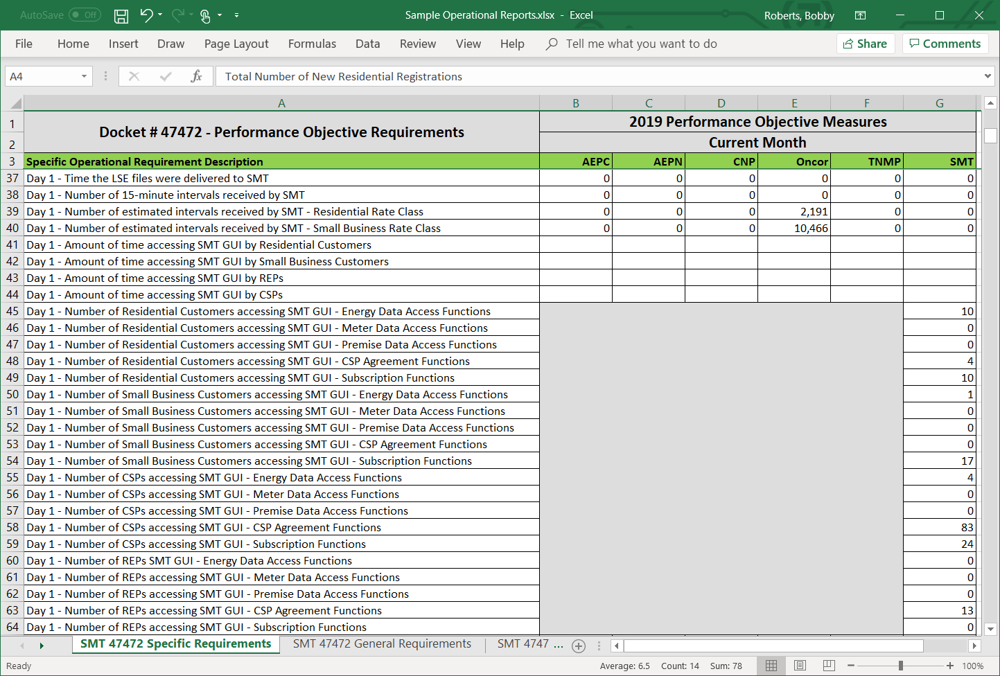 AutoSave Off Sample Operational Reports.xlsx - Excel Roberts, Bobby
File Home Insert Draw Page Layout Formulas Data Review View Help Tell me what you want to do Share Comments
A4 fx Total Number of New Residential Registrations
A B C D E F G
1 Docket # 47472 - Performance Objective Requirements 2019 Performance Objective Measures
2 Current Month
3 Specific Operational Requirement Description AEPC AEPN CNP Oncor TNMP SMT
37 Day 1 - Time the LSE files were delivered to SMT 0 0 0 0 0 0
38 Day 1 - Number of 15-minute intervals received by SMT 0 0 0 0 0 0
39 Day 1 - Number of estimated intervals received by SMT - Residential Rate Class 0 0 0 2,191 0 0
40 Day 1 - Number of estimated intervals received by SMT - Small Business Rate Class 0 0 0 10,466 0 0
41 Day 1 - Amount of time accessing SMT GUI by Residential Customers
42 Day 1 - Amount of time accessing SMT GUI by Small Business Customers
43 Day 1 - Amount of time accessing SMT GUI by REPs
44 Day 1 - Amount of time accessing SMT GUI by CSPs
45 Day 1 - Number of Residential Customers accessing SMT GUI - Energy Data Access Functions 10
46 Day 1 - Number of Residential Customers accessing SMT GUI - Meter Data Access Functions 0
47 Day 1 - Number of Residential Customers accessing SMT GUI - Premise Data Access Functions 0
48 Day 1 - Number of Residential Customers accessing SMT GUI - CSP Agreement Functions 4
49 Day 1 - Number of Residential Customers accessing SMT GUI - Subscription Functions 10
50 Day 1 - Number of Small Business Customers accessing SMT GUI - Energy Data Access Functions 1
51 Day 1 - Number of Small Business Customers accessing SMT GUI - Meter Data Access Functions 0
52 Day 1 - Number of Small Business Customers accessing SMT GUI - Premise Data Access Functions 0
53 Day 1 - Number of Small Business Customers accessing SMT GUI - CSP Agreement Functions 0
54 Day 1 - Number of Small Business Customers accessing SMT GUI - Subscription Functions 17
55 Day 1 - Number of CSPs accessing SMT GUI - Energy Data Access Functions 4
56 Day 1 - Number of CSPs accessing SMT GUI - Meter Data Access Functions 0
57 Day 1 - Number of CSPs accessing SMT GUI - Premise Data Access Functions 0
58 Day 1 - Number of CSPs accessing SMT GUI - CSP Agreement Functions 83
59 Day 1 - Number of CSPs accessing SMT GUI - Subscription Functions 24
60 Day 1 - Number of REPs SMT GUI - Energy Data Access Functions 0
61 Day 1 - Number of REPs accessing SMT GUI - Meter Data Access Functions 0
62 Day 1 - Number of REPs accessing SMT GUI - Premise Data Access Functions 0
63 Day 1 - Number of REPs accessing SMT GUI - CSP Agreement Functions 13
64 Day 1 - Number of REPs accessing SMT GUI - Subscription Functions 0
SMT 47472 Specific Requirements SMT 47472 General Requirements SMT 4747 ...
Ready Average: 6.5 Count: 14 Sum: 78 100%